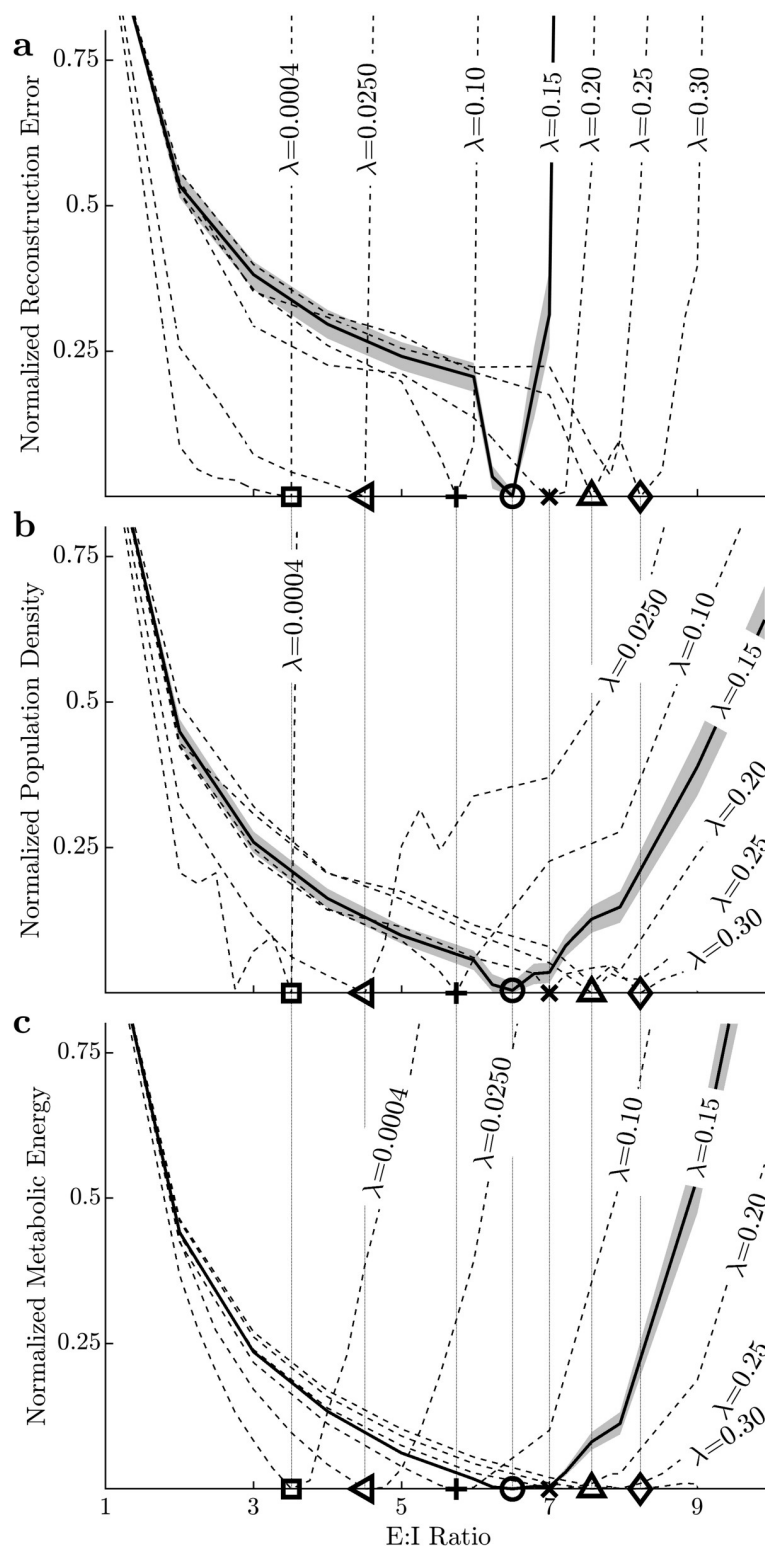 a
Normalized Reconstruction Error
0.75
0.5
0.25
λ=0.0004
λ=0.0250
λ=0.10
λ=0.15
λ=0.20
λ=0.25
λ=0.30
b
Normalized Population Density
0.75
0.5
0.25
λ=0.0004
λ=0.0250
λ=0.10
λ=0.15
λ=0.20
λ=0.25
λ=0.30
c
Normalized Metabolic Energy
0.75
0.5
0.25
λ=0.0004
λ=0.0250
λ=0.10
λ=0.15
λ=0.20
λ=0.25
λ=0.30
1 3 5 7 9
E:I Ratio